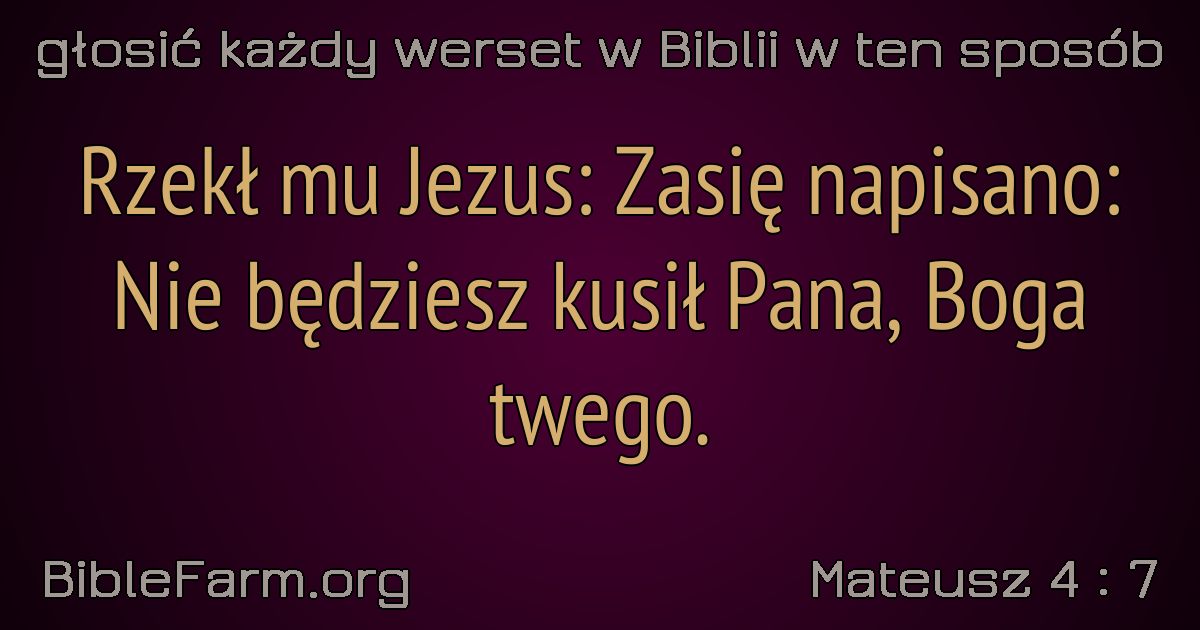 głosić każdy werset w Biblii w ten sposób
Rzekł mu Jezus: Zasię napisano:
Nie będziesz kusił Pana, Boga
twego.
BibleFarm.org
Mateusz 4 : 7